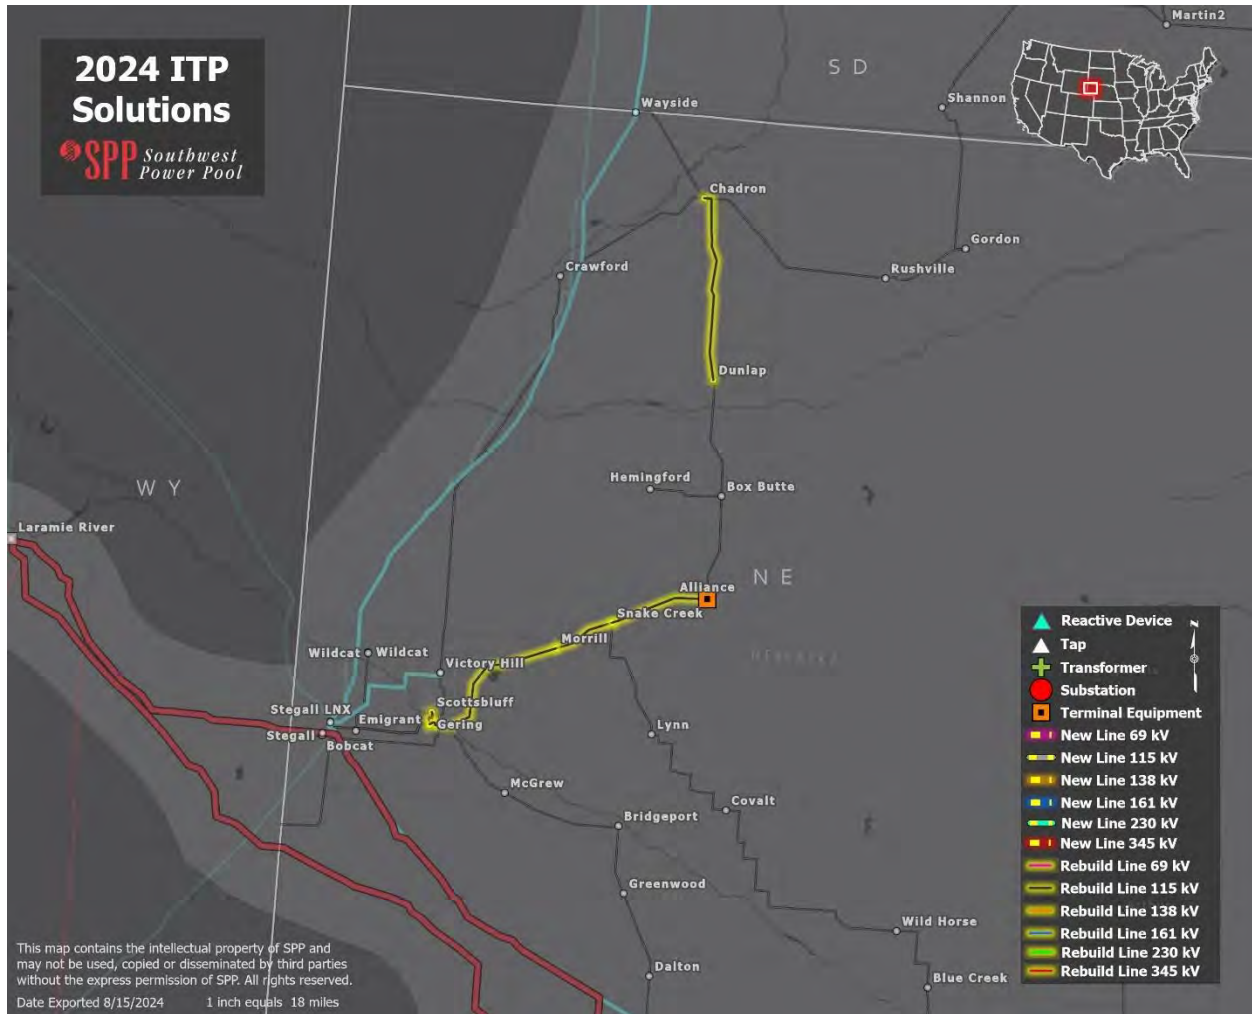 2024 ITP
Solutions
SPP Southwest
Power Pool
Martin2
S D
Shannon
Wayside
Chadron
Gordon
Rushville
Crawford
Dunlap
Hemingford
Box Butte
W Y
Laramie River
Alliance
N E
Snake Creek
Morrill
NEBRASKA
Wildcat
Wildcat
Victory Hill
Scottsbluff
Stegall LNX
Emigrant
Gering
Stegall
Bobcat
Lynn
McGrew
Covalt
Bridgeport
Greenwood
Wild Horse
Dalton
Blue Creek
N
Reactive Device
Tap
Transformer
Substation
Terminal Equipment
New Line 69 kV
New Line 115 kV
New Line 138 kV
New Line 161 kV
New Line 230 kV
New Line 345 kV
Rebuild Line 69 kV
Rebuild Line 115 kV
Rebuild Line 138 kV
Rebuild Line 161 kV
Rebuild Line 230 kV
Rebuild Line 345 kV
This map contains the intellectual property of SPP and
may not be used, copied or disseminated by third parties
without the express permission of SPP. All rights reserved.
Date Exported 8/15/2024 1 inch equals 18 miles